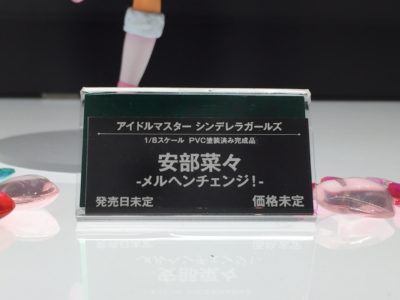 アイドルマスター シンデレラガールズ
1/8スケール PVC塗装済み完成品
安部菜々
-メルヘンチェンジ!-
発売日未定 価格未定